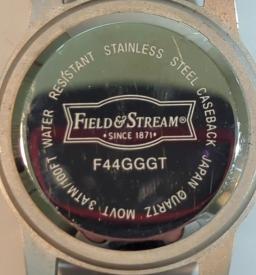 FIELD & STREAM®
• SINCE 1871 •
F44GGGT
WATER RESISTANT STAINLESS STEEL CASEBACK JAPAN QUARTZ MOVT 3ATM/100FT